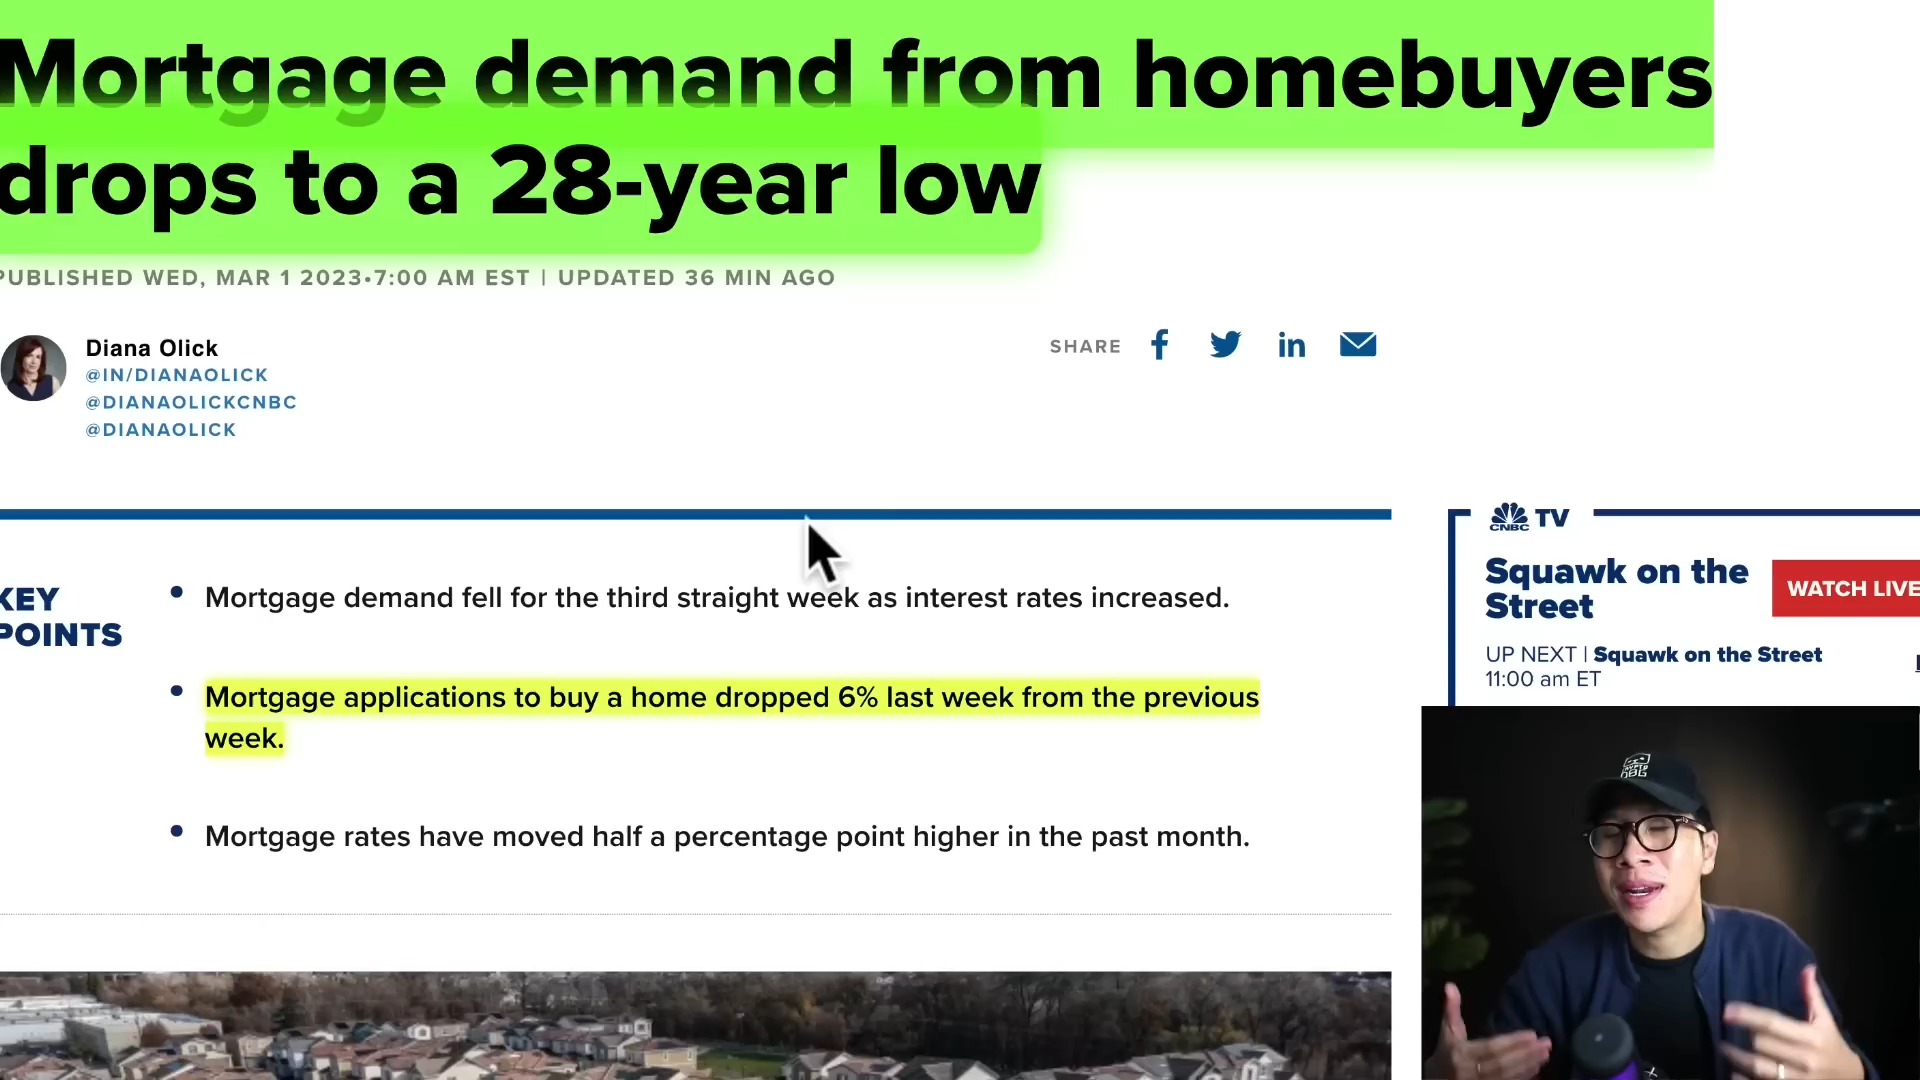 Mortgage demand from homebuyers
drops to a 28-year low
PUBLISHED WED, MAR 1 2023•7:00 AM EST | UPDATED 36 MIN AGO
Diana Olick
@IN/DIANAOLICK
@DIANAOLICKCNBC
@DIANAOLICK
SHARE
KEY
POINTS
• Mortgage demand fell for the third straight week as interest rates increased.
• Mortgage applications to buy a home dropped 6% last week from the previous
week.
• Mortgage rates have moved half a percentage point higher in the past month.
CNBC TV
Squawk on the
Street
WATCH LIVE
UP NEXT | Squawk on the Street
11:00 am ET